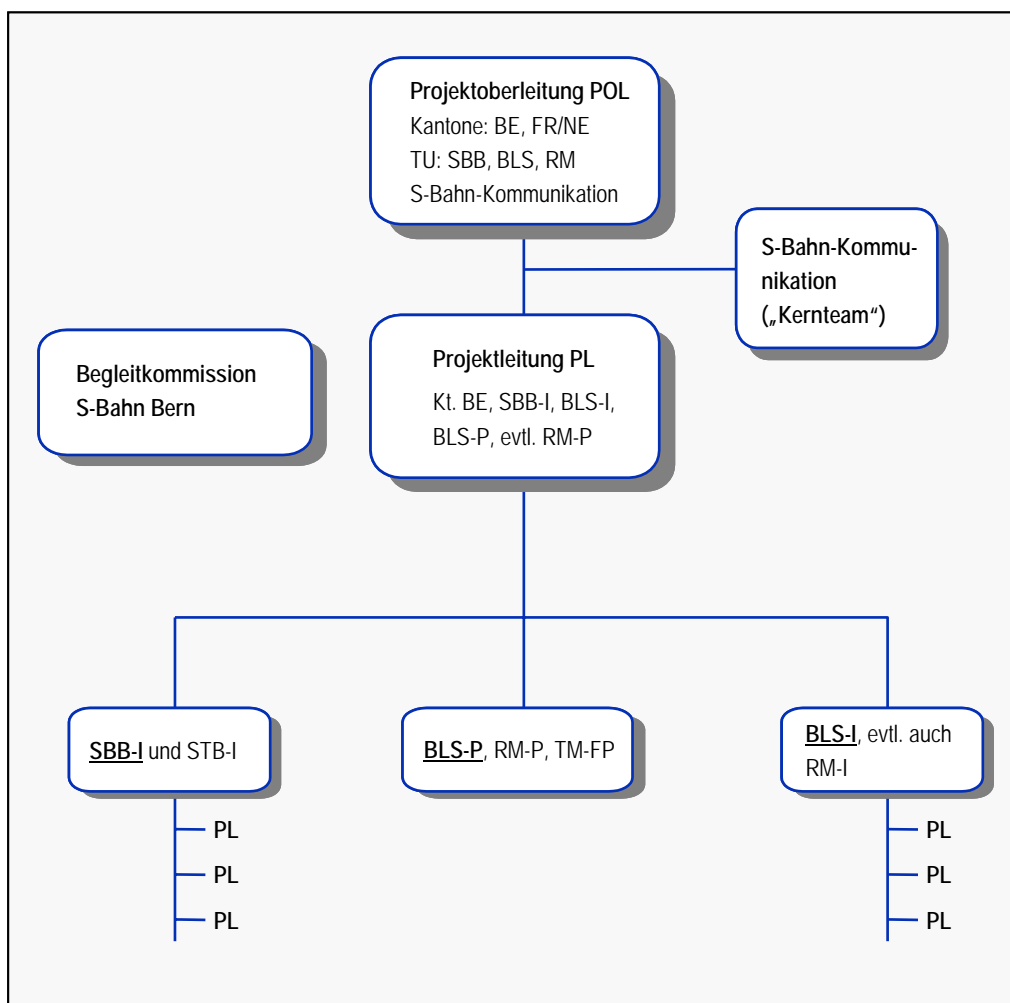 Projektoberleitung POL
Kantone: BE, FR/NE
TU: SBB, BLS, RM
S-Bahn-Kommunikation
S-Bahn-Kommu-
nikation
(„Kernteam“)
Begleitkommission
S-Bahn Bern
Projektleitung PL
Kt. BE, SBB-I, BLS-I,
BLS-P, evtl. RM-P
SBB-I und STB-I
BLS-P, RM-P, TM-FP
BLS-I, evtl. auch
RM-I
PL
PL
PL
PL
PL
PL